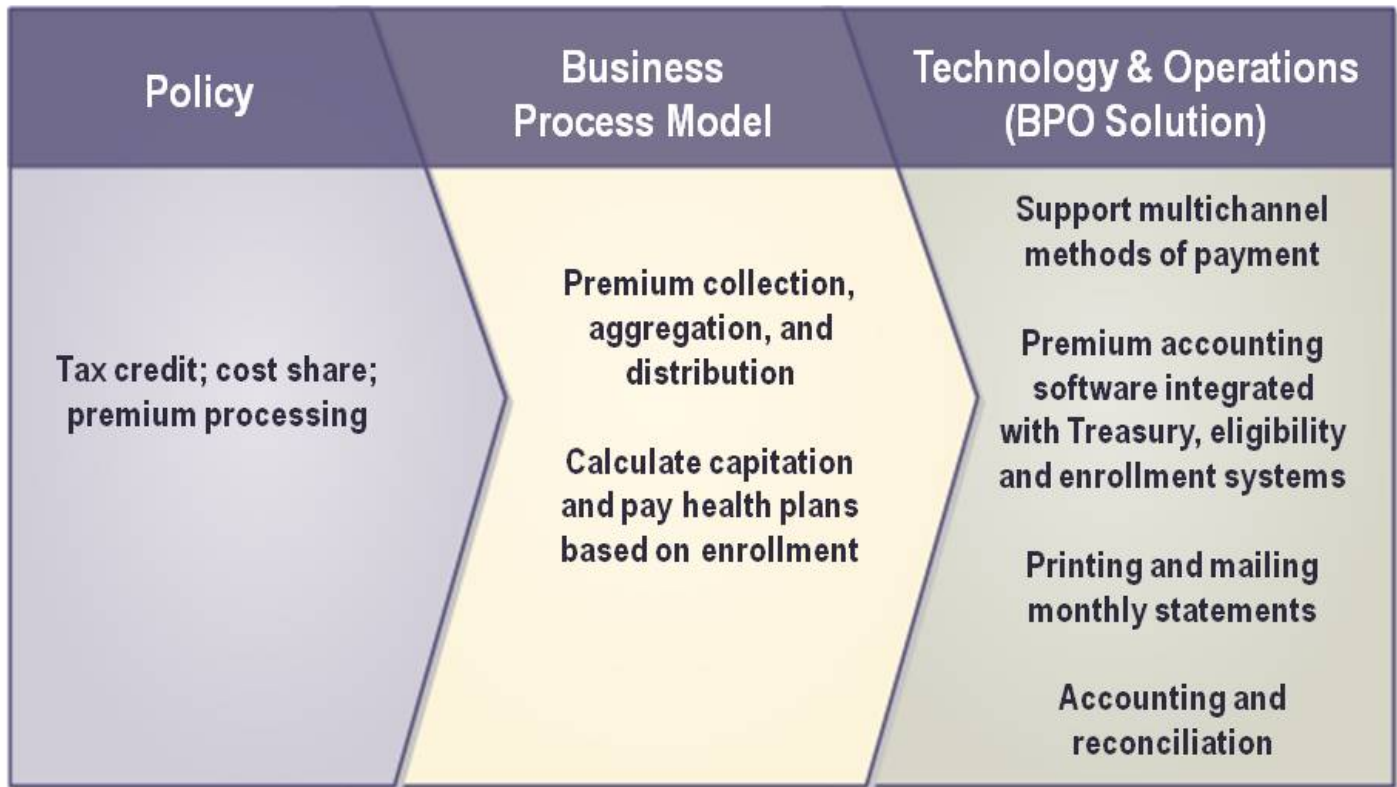 Policy
Business
Process Model
Technology & Operations
(BPO Solution)
Tax credit; cost share;
premium processing
Premium collection,
aggregation, and
distribution
Calculate capitation
and pay health plans
based on enrollment
Support multichannel
methods of payment
Premium accounting
software integrated
with Treasury, eligibility
and enrollment systems
Printing and mailing
monthly statements
Accounting and
reconciliation